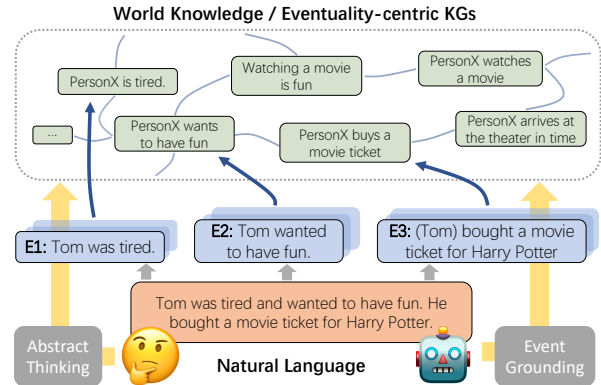 World Knowledge / Eventuality-centric KGs
PersonX is tired.
Watching a movie
is fun
PersonX watches
a movie
...
PersonX wants
to have fun
PersonX buys a
movie ticket
PersonX arrives at
the theater in time
E1: Tom was tired.
E2: Tom wanted
to have fun.
E3: (Tom) bought a movie
ticket for Harry Potter
Tom was tired and wanted to have fun. He
bought a movie ticket for Harry Potter.
Abstract
Thinking
Natural Language
Event
Grounding